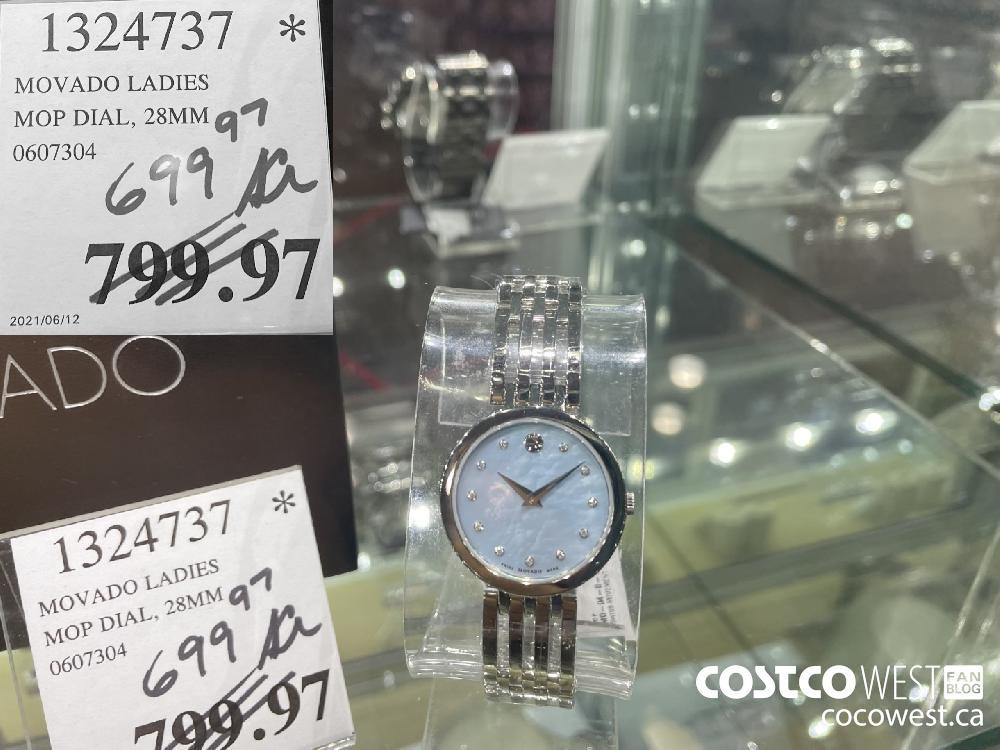 1324737 *
MOVADO LADIES
MOP DIAL, 28MM
0607304
699 97
799.97
2021/06/12
ADO
1324737 *
MOVADO LADIES
MOP DIAL, 28MM
0607304
699 97
799.97
COSTCO WEST FAN BLOG
cocowest.ca